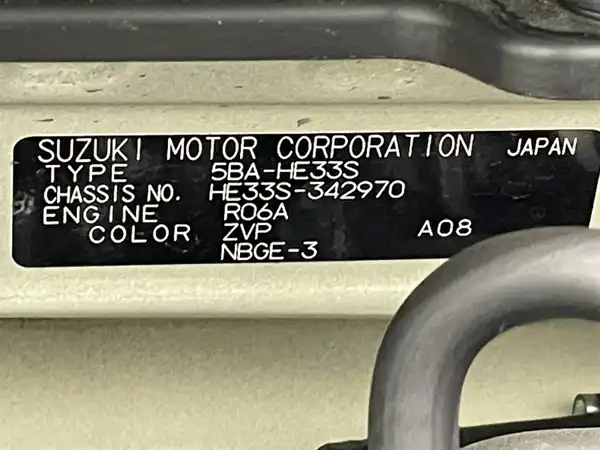 SUZUKI MOTOR CORPORATION JAPAN
TYPE 5BA-HE33S
CHASSIS NO. HE33S-342970
ENGINE R06A
COLOR ZVP A08
NBGE-3